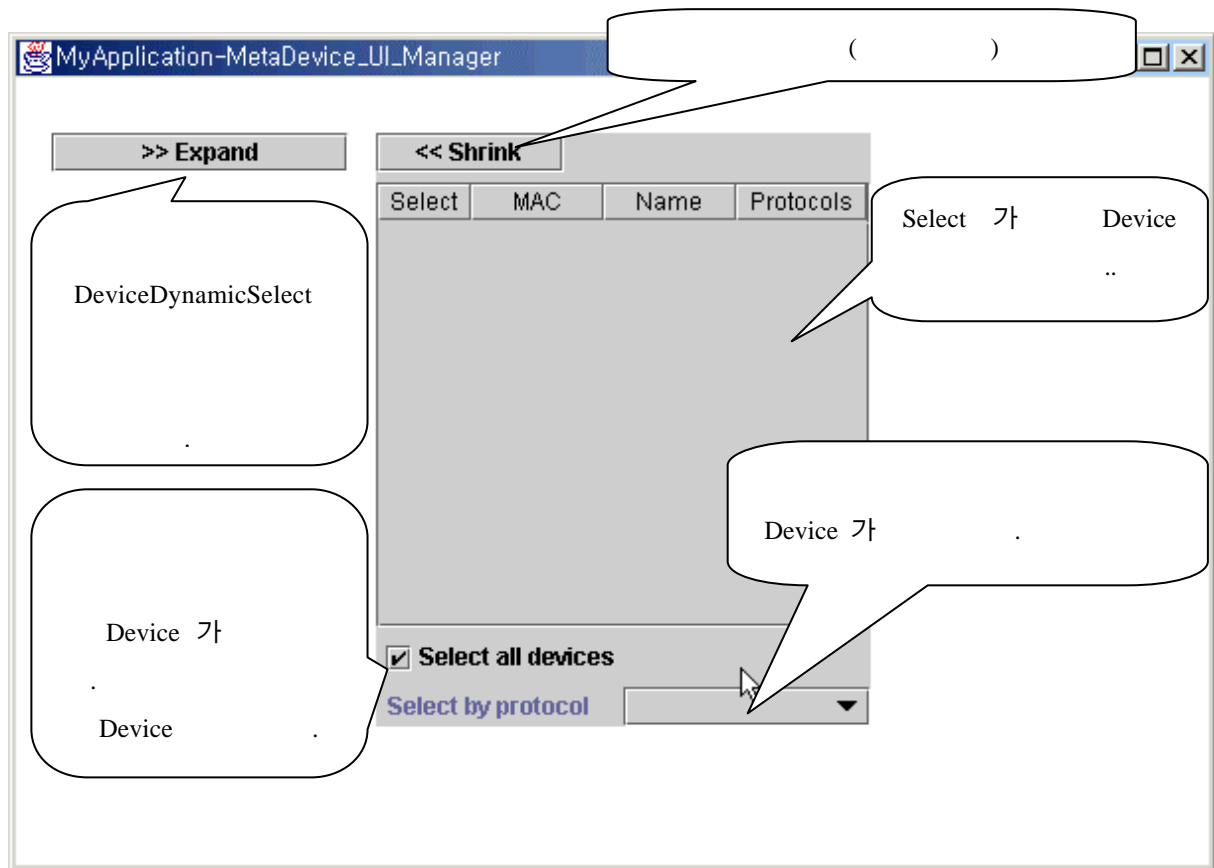 ( )
MyApplication-MetaDevice_UI_Manager
>> Expand
<< Shrink
Select MAC Name Protocols
Select 가 Device
..
DeviceDynamicSelect
.
Device 가 .
Device 가
.
Device .
Select all devices
Select by protocol